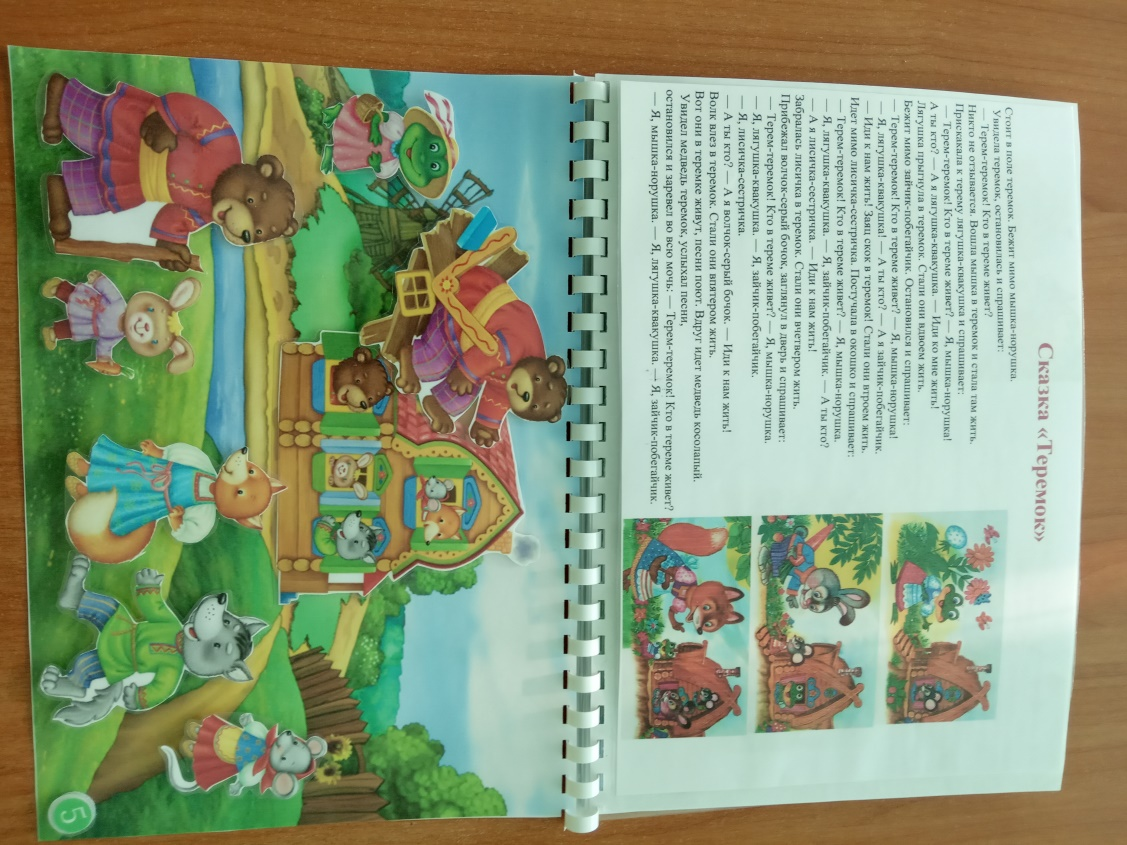 Сказка «Теремок»
Стоит в поле теремок. Бежит мимо мышка-норушка.
Увидела теремок, остановилась и спрашивает:
— Терем-теремок! Кто в тереме живет?
Никто не отзывается. Вошла мышка в теремок и стала там жить.
Прискакала к терему лягушка-квакушка и спрашивает:
— Терем-теремок! Кто в тереме живет? — Я, мышка-норушка!
А ты кто? — А я лягушка-квакушка. — Иди ко мне жить!
Лягушка прыгнула в теремок. Стали они вдвоем жить.
Бежит мимо зайчик-побегайчик. Остановился и спрашивает:
— Терем-теремок! Кто в тереме живет? — Я, мышка-норушка!
— Я, лягушка-квакушка! — А ты кто? — А я зайчик-побегайчик.
— Иди к нам жить! Заяц скок в теремок! Стали они втроем жить.
Идет мимо лисичка-сестричка. Постучала в окошко и спрашивает:
— Терем-теремок! Кто в тереме живет? — Я, мышка-норушка.
— Я, лягушка-квакушка. — Я, зайчик-побегайчик. — А ты кто?
— А я лисичка-сестричка. — Иди к нам жить!
Забралась лисичка в теремок. Стали они вчетвером жить.
Прибежал волчок-серый бочок, заглянул в дверь и спрашивает:
— Терем-теремок! Кто в тереме живет? — Я, мышка-норушка.
— Я, лягушка-квакушка. — Я, зайчик-побегайчик.
— Я, лисичка-сестричка.
— А ты кто? — А я волчок-серый бочок. — Иди к нам жить!
Волк влез в теремок. Стали они впятером жить.
Вот они в теремке живут, песни поют. Вдруг идет медведь косолапый.
Увидел медведь теремок, услыхал песни,
остановился и заревел во всю мочь: — Терем-теремок! Кто в тереме живет?
— Я, мышка-норушка. — Я, лягушка-квакушка. — Я, зайчик-побегайчик.
5